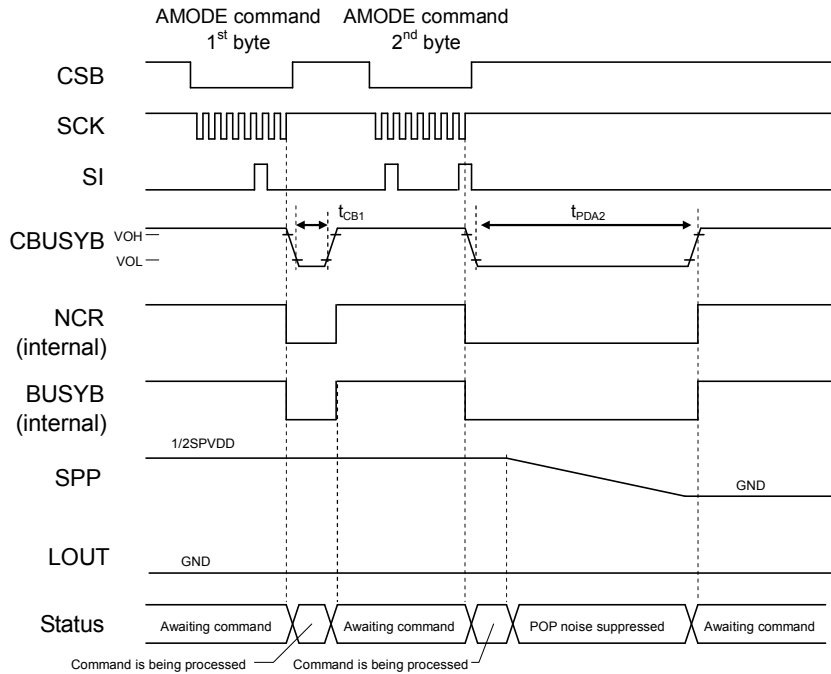 AMODE command
1st byte
AMODE command
2nd byte
CSB
SCK
SI
tCB1
tPDA2
CBUSYB
VOH
VOL
NCR
(internal)
BUSYB
(internal)
1/2SPVDD
SPP
GND
LOUT
GND
Status
Awaiting command
Awaiting command
POP noise suppressed
Awaiting command
Command is being processed
Command is being processed